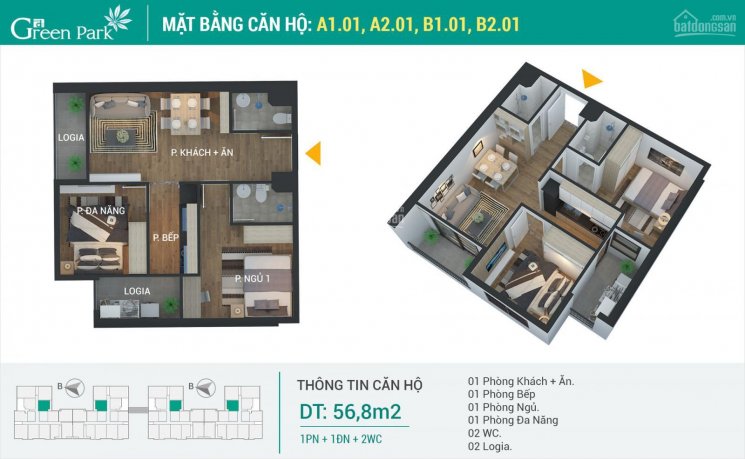 Green Park
MẶT BẰNG CĂN HỘ: A1.01, A2.01, B1.01, B2.01
.com.vn
batdongsan
LOGIA
P. KHÁCH + ĂN
P. ĐA NĂNG
P. BẾP
P. NGỦ 1
LOGIA
B
B
THÔNG TIN CĂN HỘ
DT: 56,8m2
1PN + 1ĐN + 2WC
01 Phòng Khách + Ăn.
01 Phòng Bếp
01 Phòng Ngủ.
01 Phòng Đa Năng
02 WC.
02 Logia.